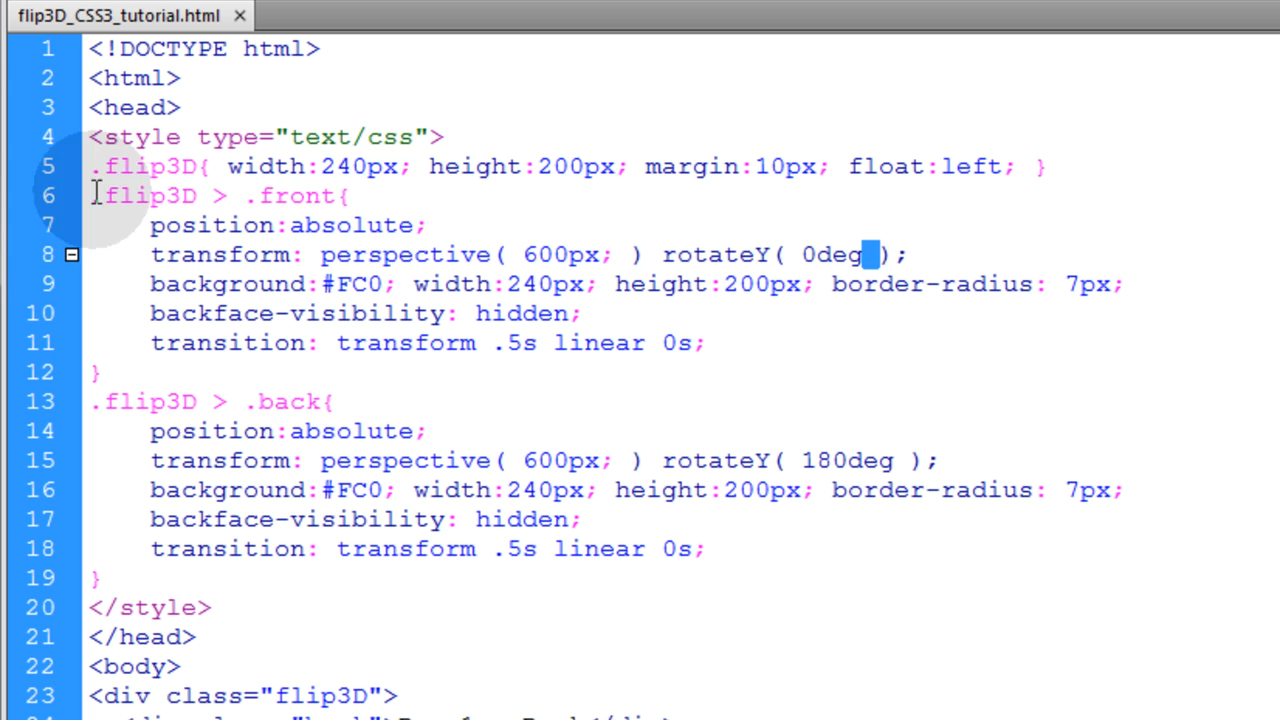 flip3D_CSS3_tutorial.html ×
1 <!DOCTYPE html>
2 <html>
3 <head>
4 <style type="text/css">
5 .flip3D{ width:240px; height:200px; margin:10px; float:left; }
6 .flip3D > .front{
7 position:absolute;
8 transform: perspective( 600px; ) rotateY( 0deg );
9 background:#FC0; width:240px; height:200px; border-radius: 7px;
10 backface-visibility: hidden;
11 transition: transform .5s linear 0s;
12 }
13 .flip3D > .back{
14 position:absolute;
15 transform: perspective( 600px; ) rotateY( 180deg );
16 background:#FC0; width:240px; height:200px; border-radius: 7px;
17 backface-visibility: hidden;
18 transition: transform .5s linear 0s;
19 }
20 </style>
21 </head>
22 <body>
23 <div class="flip3D">